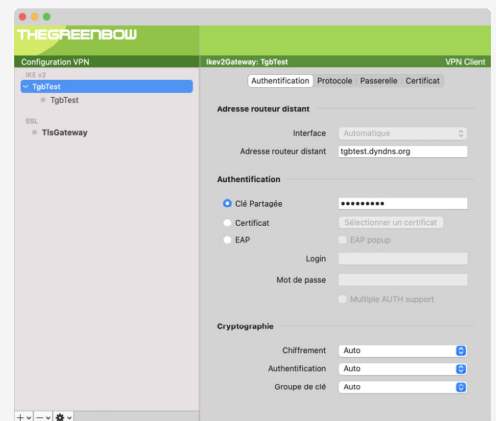 THEGREENBOW
Configuration VPN
Ikev2Gateway: TgbTest
VPN Client
IKE v2
TgbTest
TgbTest
SSL
TlsGateway
Authentification Protocole Passerelle Certificat
Adresse routeur distant
Interface Automatique
Adresse routeur distant tgbtest.dyndns.org
Authentification
Clé Partagée •••••••••
Certificat Sélectionner un certificat
EAP EAP popup
Login
Mot de passe
Multiple AUTH support
Cryptographie
Chiffrement Auto
Authentification Auto
Groupe de clé Auto